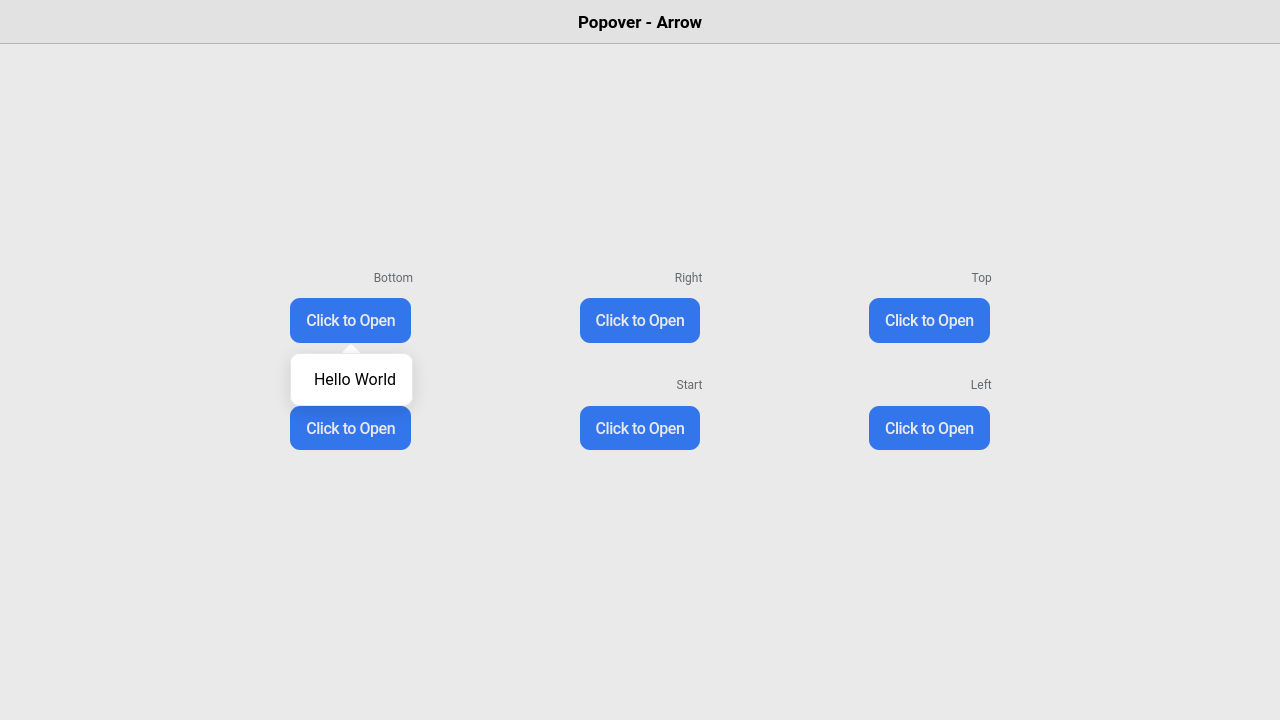 Popover - Arrow
Bottom
Right
Top
Click to Open
Click to Open
Click to Open
Hello World
Start
Left
Click to Open
Click to Open
Click to Open